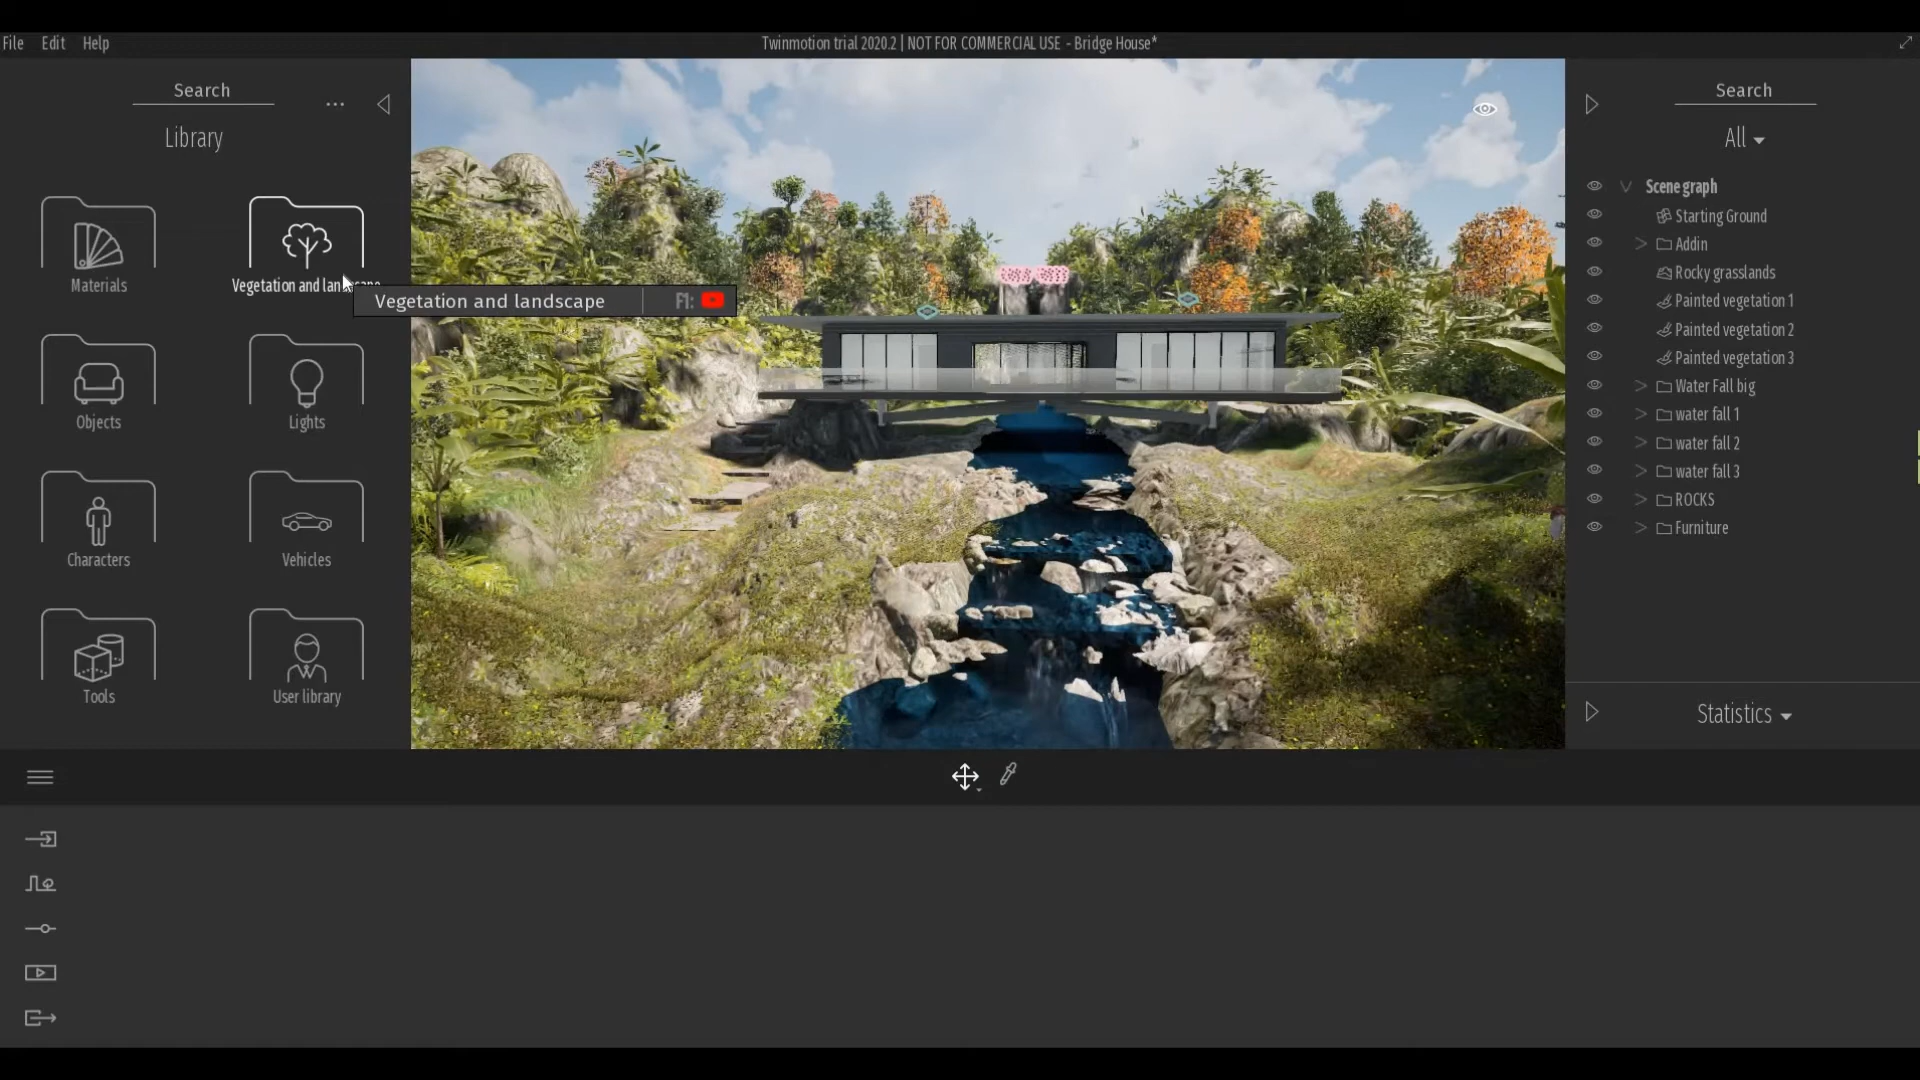 File Edit Help
Twinmotion trial 2020.2 | NOT FOR COMMERCIAL USE - Bridge House*
Search
Library
Materials
Vegetation and landscape
Vegetation and landscape F1:
Objects
Lights
Characters
Vehicles
Tools
User library
Search
All
Scene graph
Starting Ground
Addin
Rocky grasslands
Painted vegetation 1
Painted vegetation 2
Painted vegetation 3
Water Fall big
water fall 1
water fall 2
water fall 3
ROCKS
Furniture
Statistics